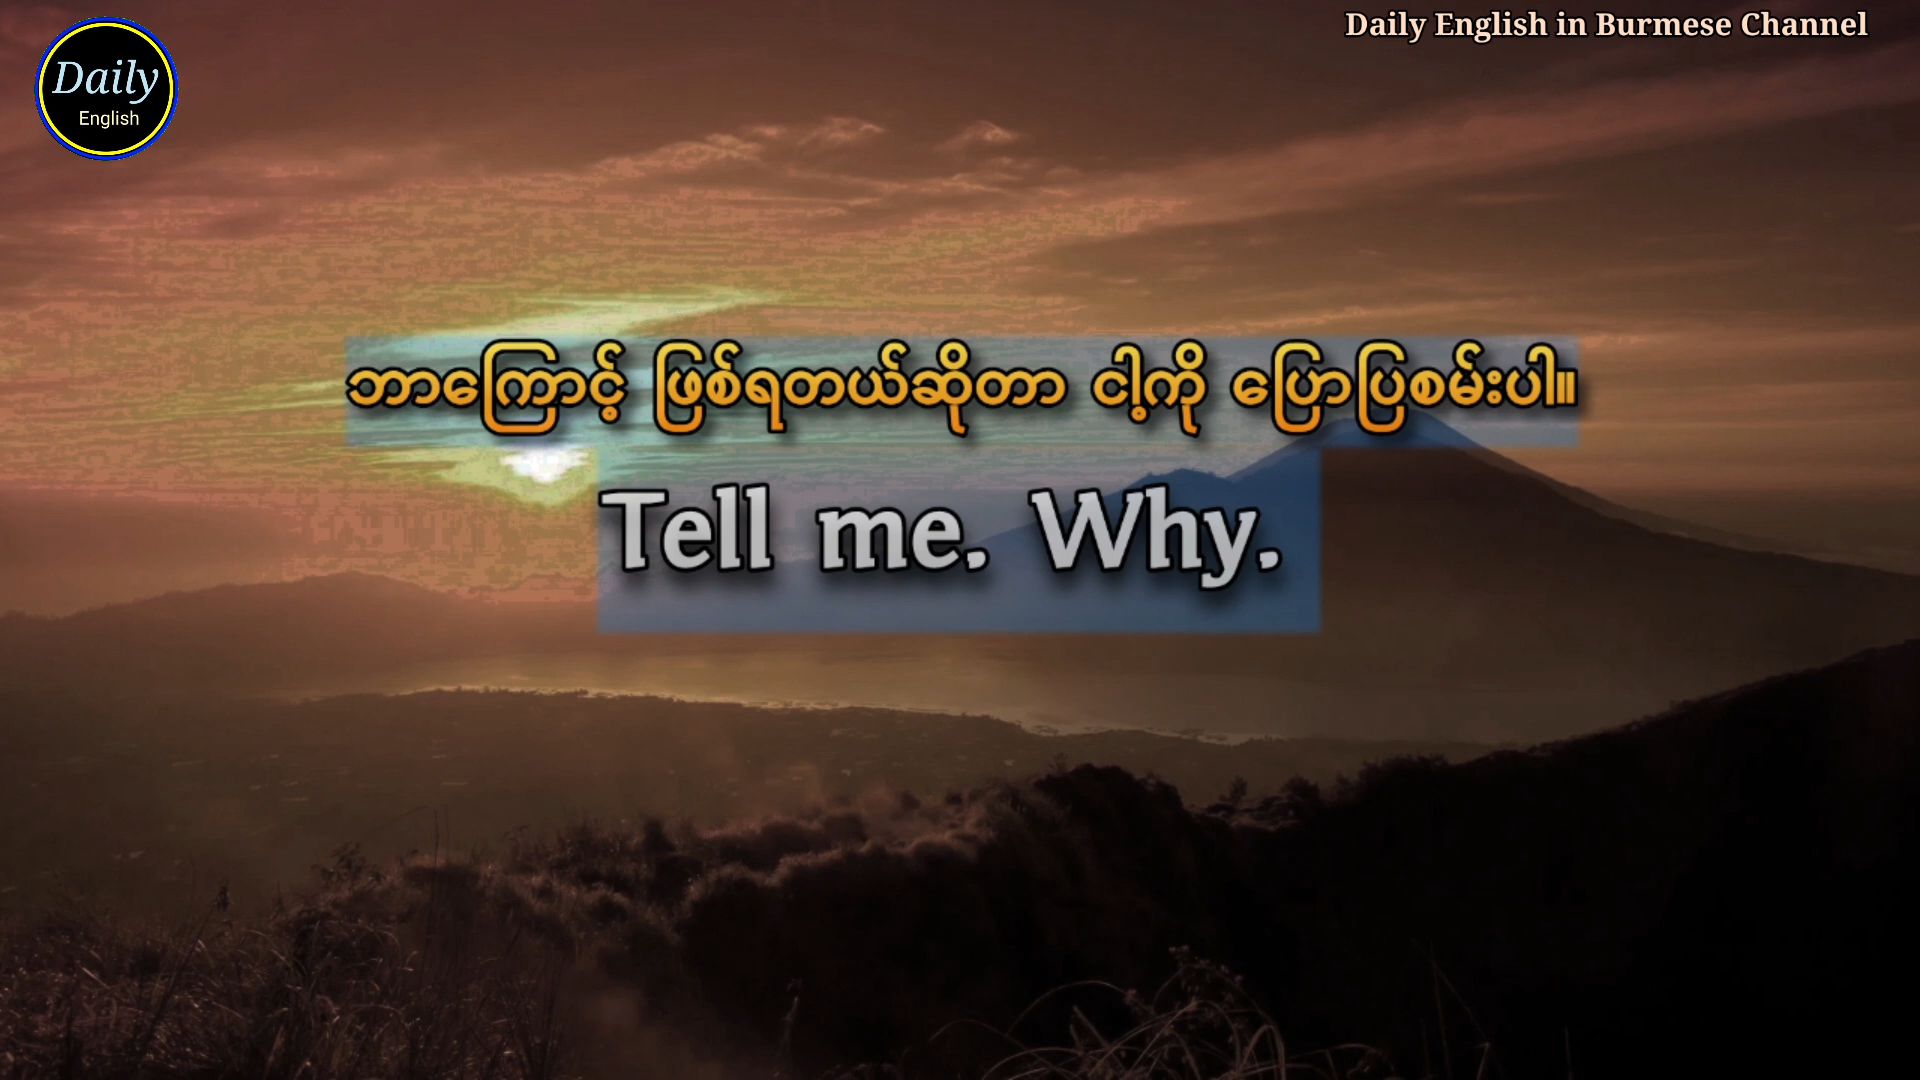 Daily English in Burmese Channel
Daily
English
ဘာကြောင့် ဖြစ်ရတယ်ဆိုတာ ငါ့ကို ပြောပြစမ်းပါ။
Tell me. Why.